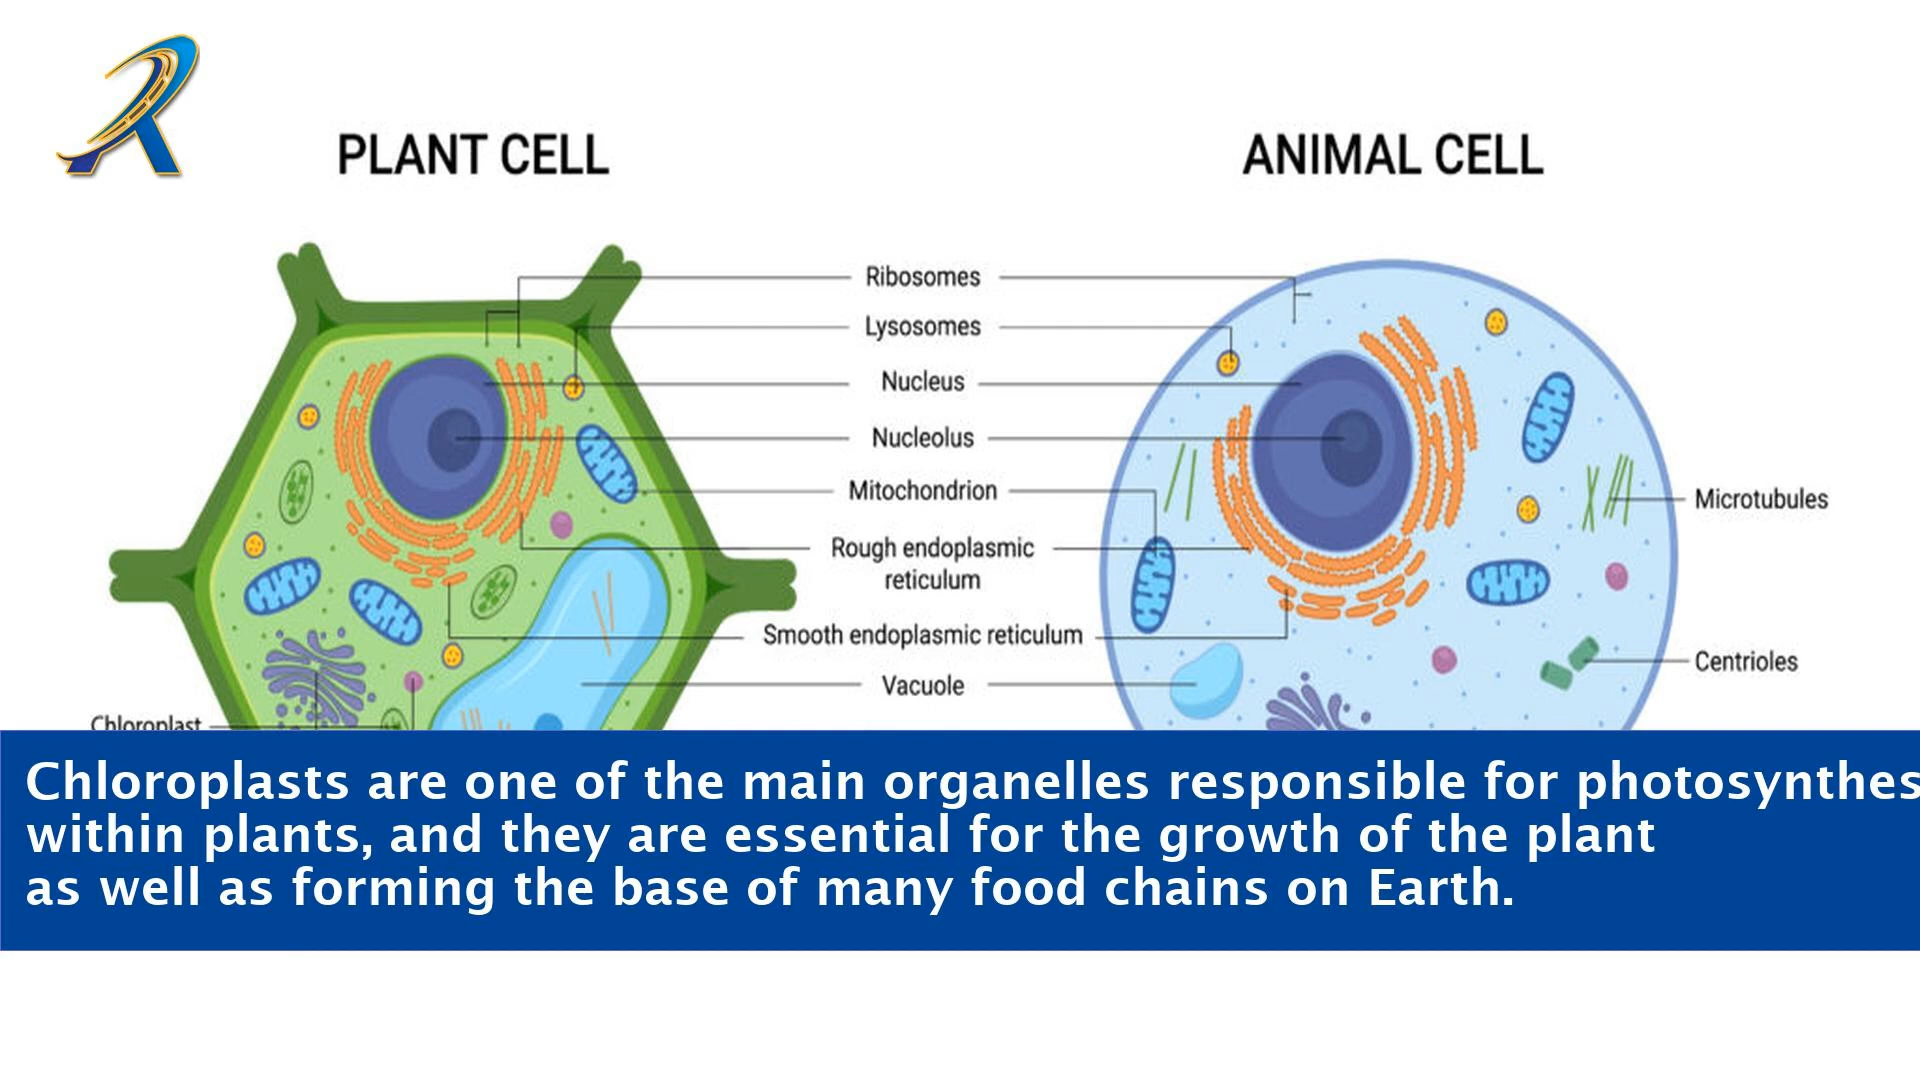 PLANT CELL
ANIMAL CELL
Ribosomes
Lysosomes
Nucleus
Nucleolus
Mitochondrion
Rough endoplasmic
reticulum
Smooth endoplasmic reticulum
Vacuole
Microtubules
Centrioles
Chloroplast
Chloroplasts are one of the main organelles responsible for photosynthes
within plants, and they are essential for the growth of the plant
as well as forming the base of many food chains on Earth.